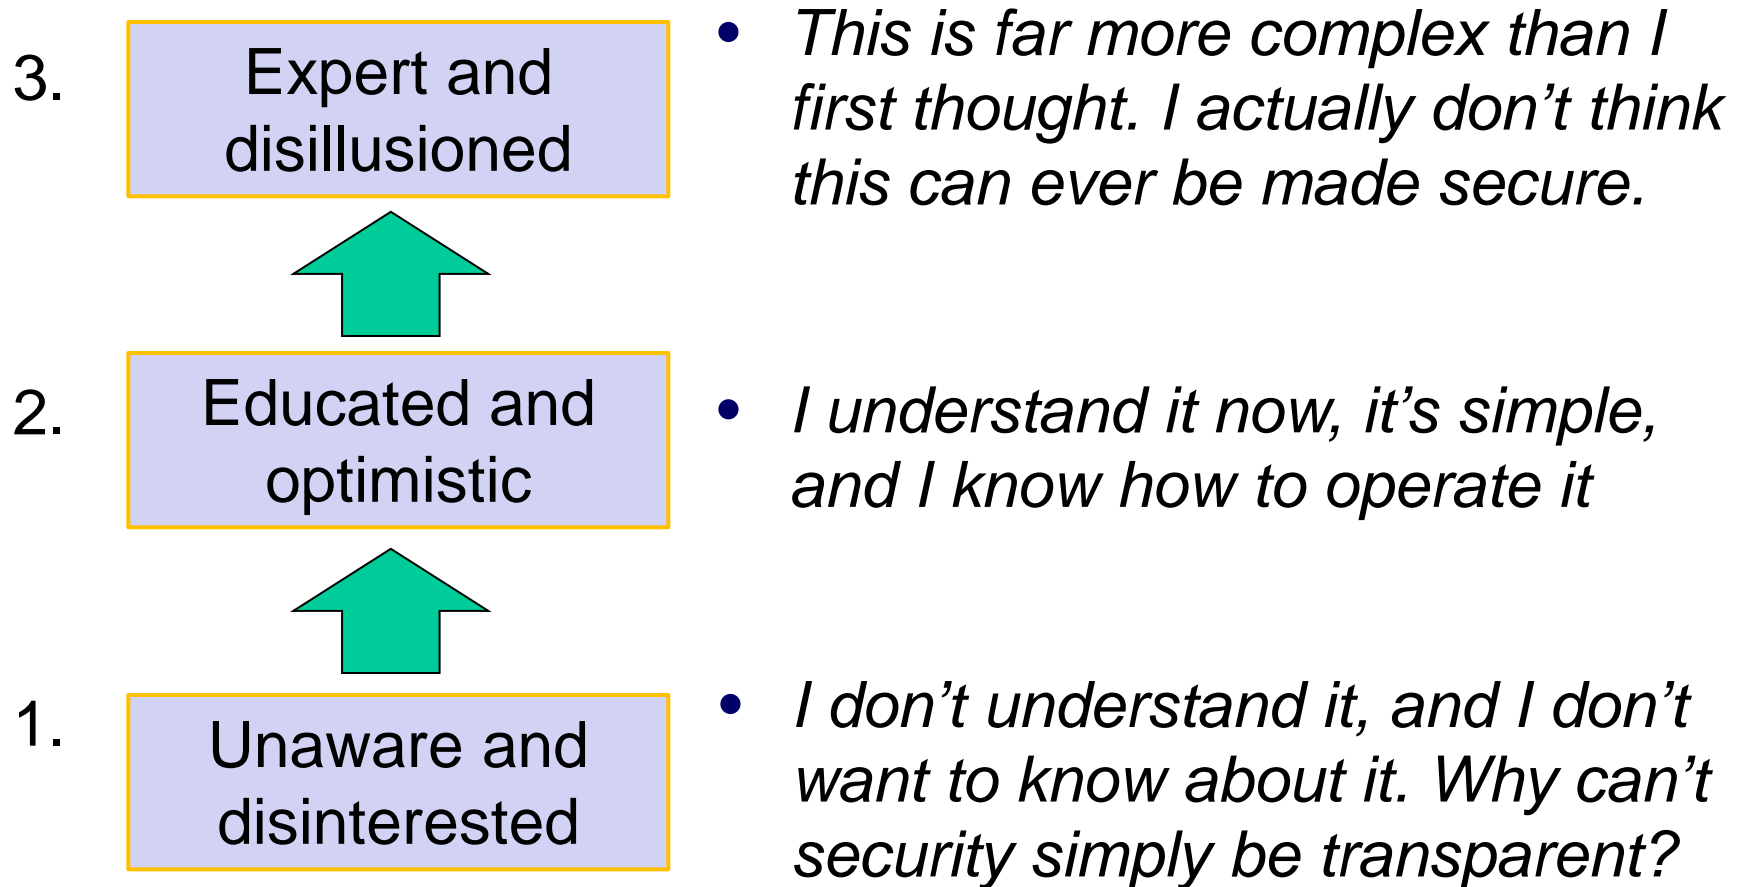 3.
Expert and
disillusioned
• This is far more complex than I
first thought. I actually don’t think
this can ever be made secure.
2.
Educated and
optimistic
• I understand it now, it’s simple,
and I know how to operate it
1.
Unaware and
disinterested
• I don’t understand it, and I don’t
want to know about it. Why can’t
security simply be transparent?